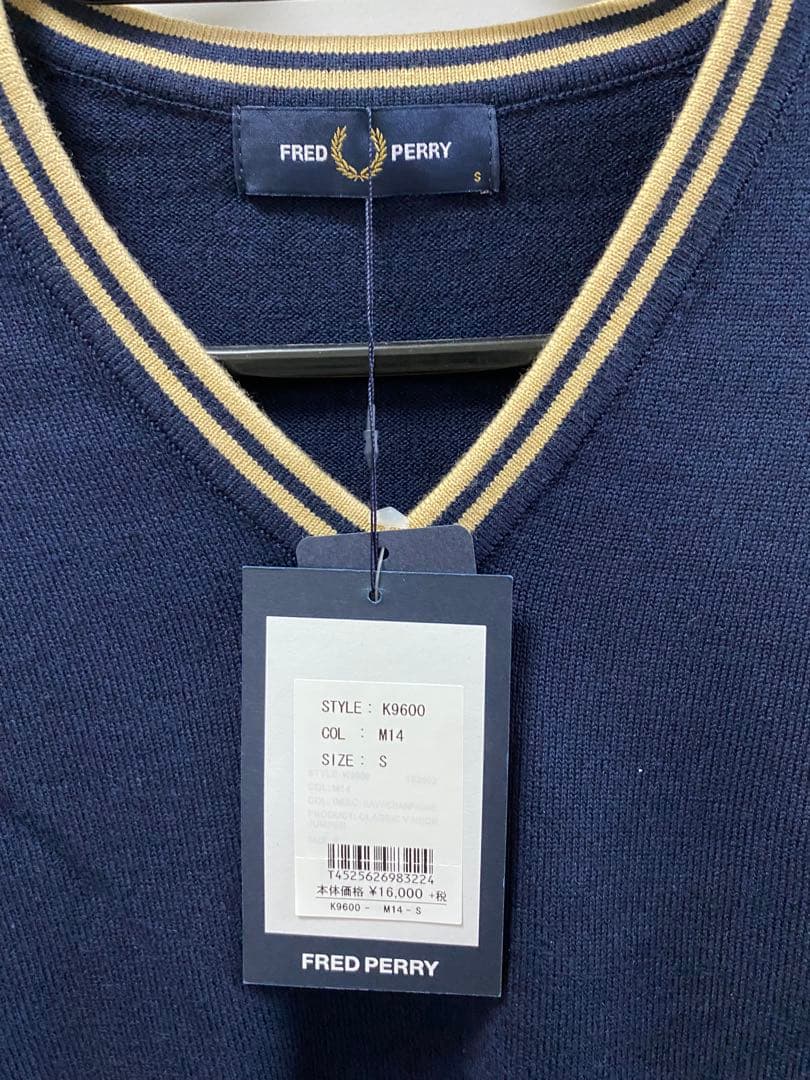 FRED PERRY
S
STYLE : K9600
COL : M14
SIZE : S
T4525626983224
本体価格 ¥16,000 +税
K9600 - M14 - S
FRED PERRY